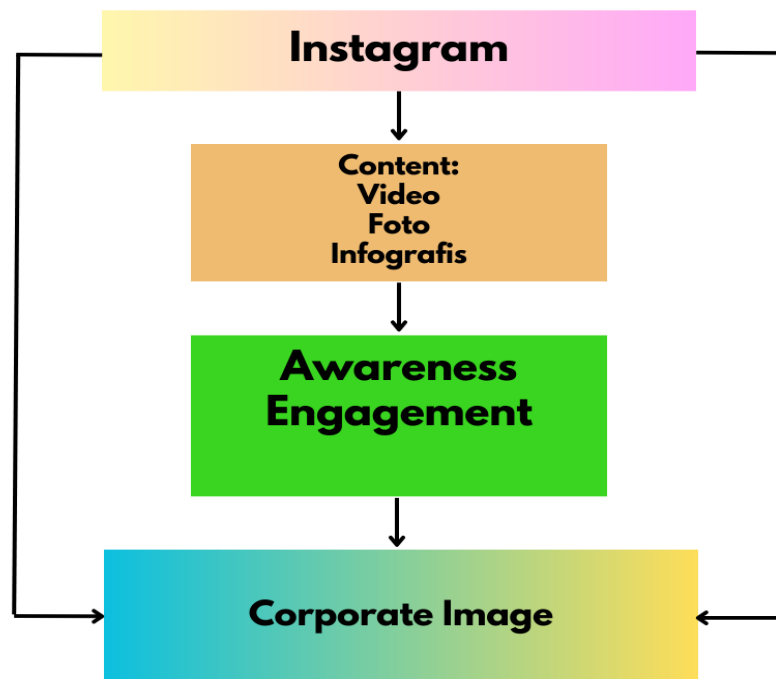 Instagram
Content:
Video
Foto
Infografis
Awareness
Engagement
Corporate Image